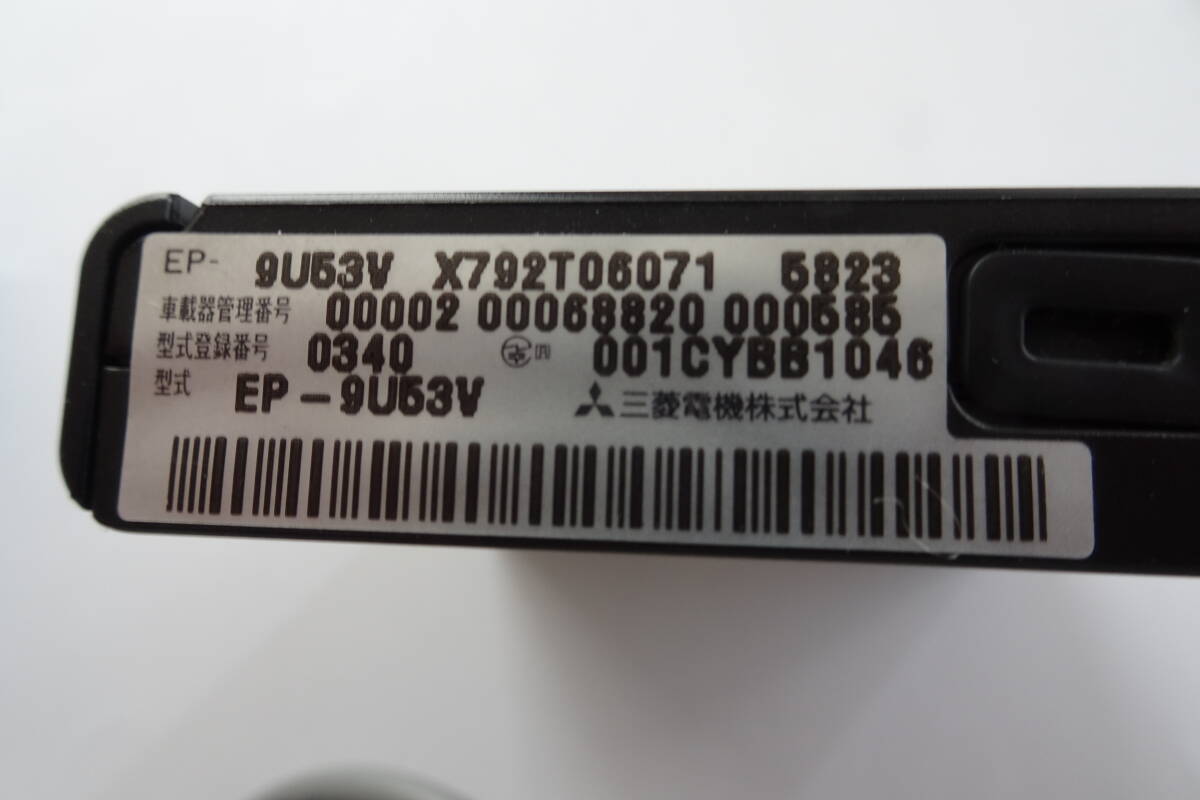 EP- 9U53V X792T06071 5823
車載器管理番号 00002 00068820 000585
型式登録番号 0340 001CYBB1046
型式 EP-9U53V 三菱電機株式会社